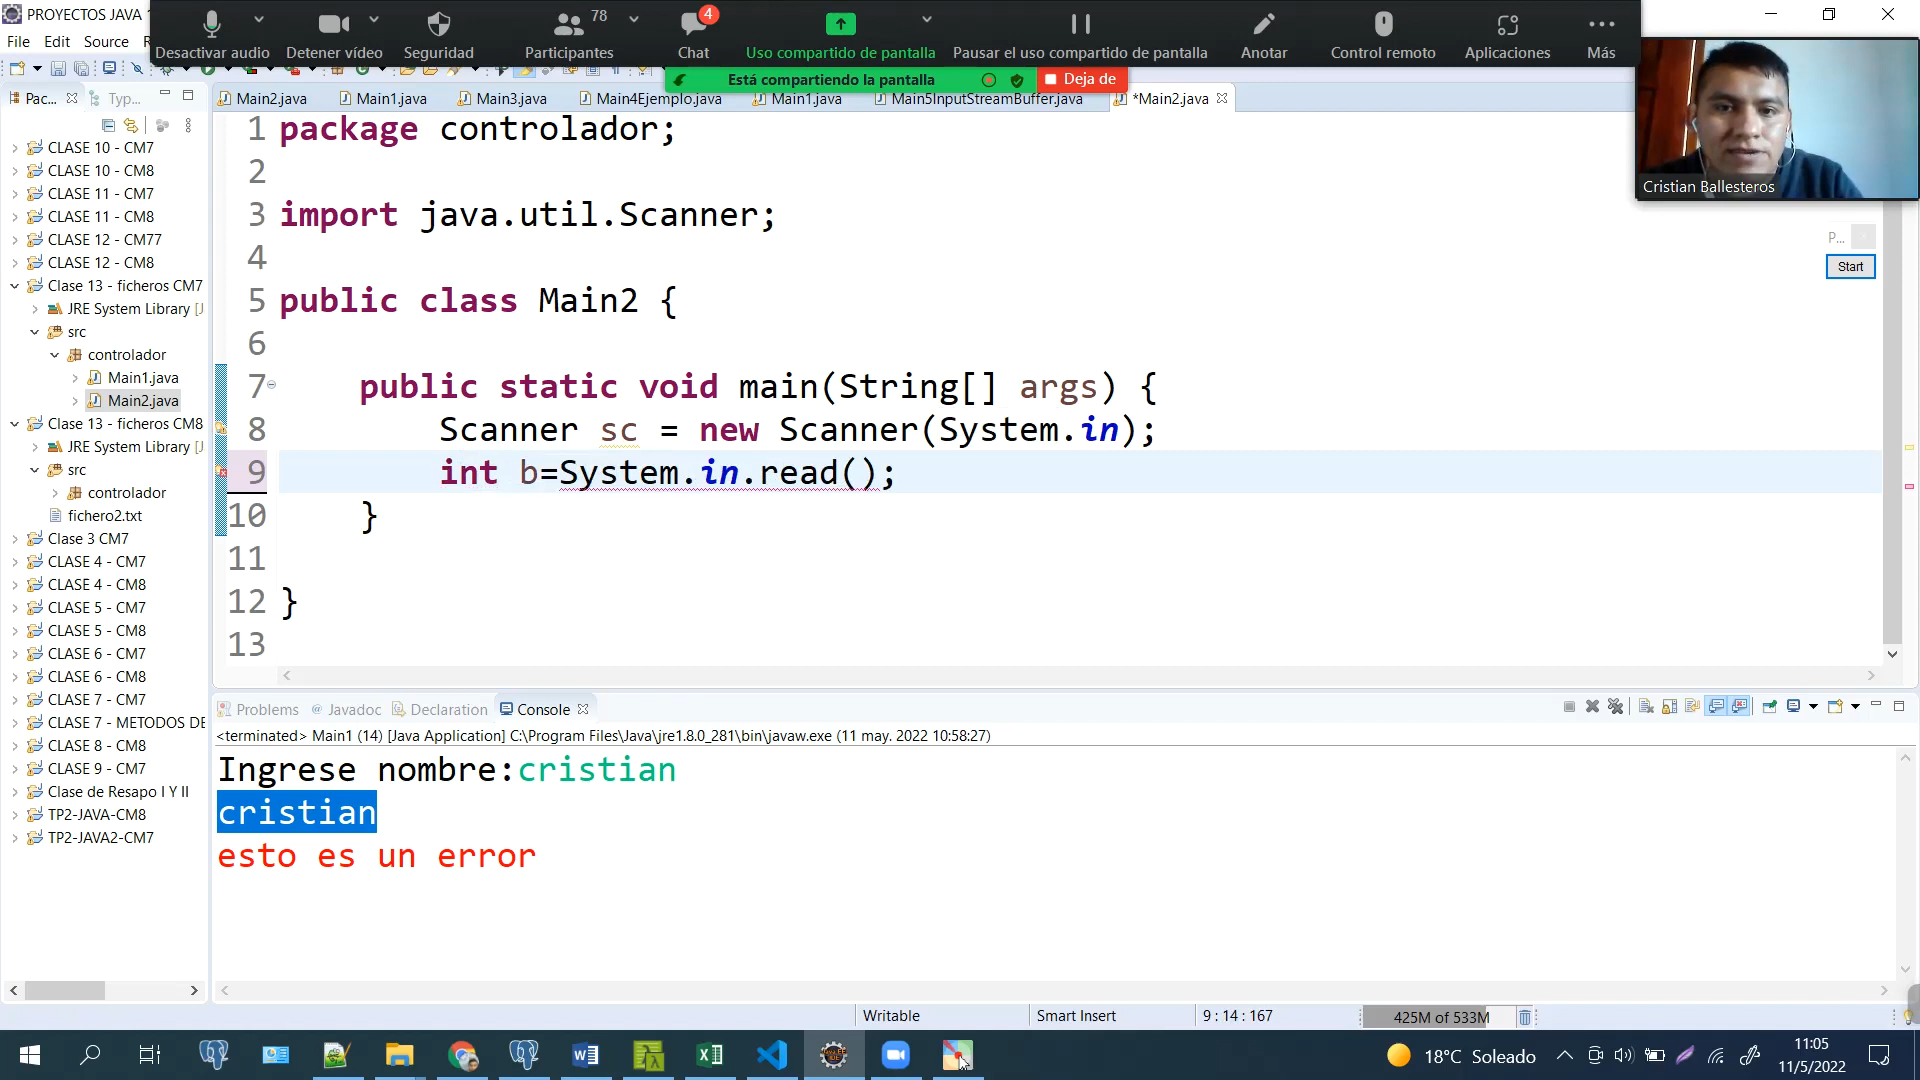 PROYECTOS JAVA
File Edit Source
Desactivar audio
Detener vídeo
Seguridad
78
Participantes
4
Chat
Uso compartido de pantalla
Pausar el uso compartido de pantalla
Anotar
Control remoto
Aplicaciones
Más
Está compartiendo la pantalla
Deja de
Cristian Ballesteros
P...
Start
Pac...
Typ...
Main2.java
Main1.java
Main3.java
Main4Ejemplo.java
Main1.java
Main5InputStreamBuffer.java
*Main2.java
CLASE 10 - CM7
CLASE 10 - CM8
CLASE 11 - CM7
CLASE 11 - CM8
CLASE 12 - CM77
CLASE 12 - CM8
Clase 13 - ficheros CM7
JRE System Library [J
src
controlador
Main1.java
Main2.java
Clase 13 - ficheros CM8
JRE System Library [J
src
controlador
fichero2.txt
Clase 3 CM7
CLASE 4 - CM7
CLASE 4 - CM8
CLASE 5 - CM7
CLASE 5 - CM8
CLASE 6 - CM7
CLASE 6 - CM8
CLASE 7 - CM7
CLASE 7 - METODOS DE
CLASE 8 - CM8
CLASE 9 - CM7
Clase de Resapo I Y II
TP2-JAVA-CM8
TP2-JAVA2-CM7
1 package controlador;
2
3 import java.util.Scanner;
4
5 public class Main2 {
6
7 public static void main(String[] args) {
8 Scanner sc = new Scanner(System.in);
9 int b=System.in.read();
10 }
11
12 }
13
Problems
Javadoc
Declaration
Console
<terminated> Main1 (14) [Java Application] C:\Program Files\Java\jre1.8.0_281\bin\javaw.exe (11 may. 2022 10:58:27)
Ingrese nombre:cristian
cristian
esto es un error
Writable
Smart Insert
9 : 14 : 167
425M of 533M
18°C Soleado
11:05
11/5/2022